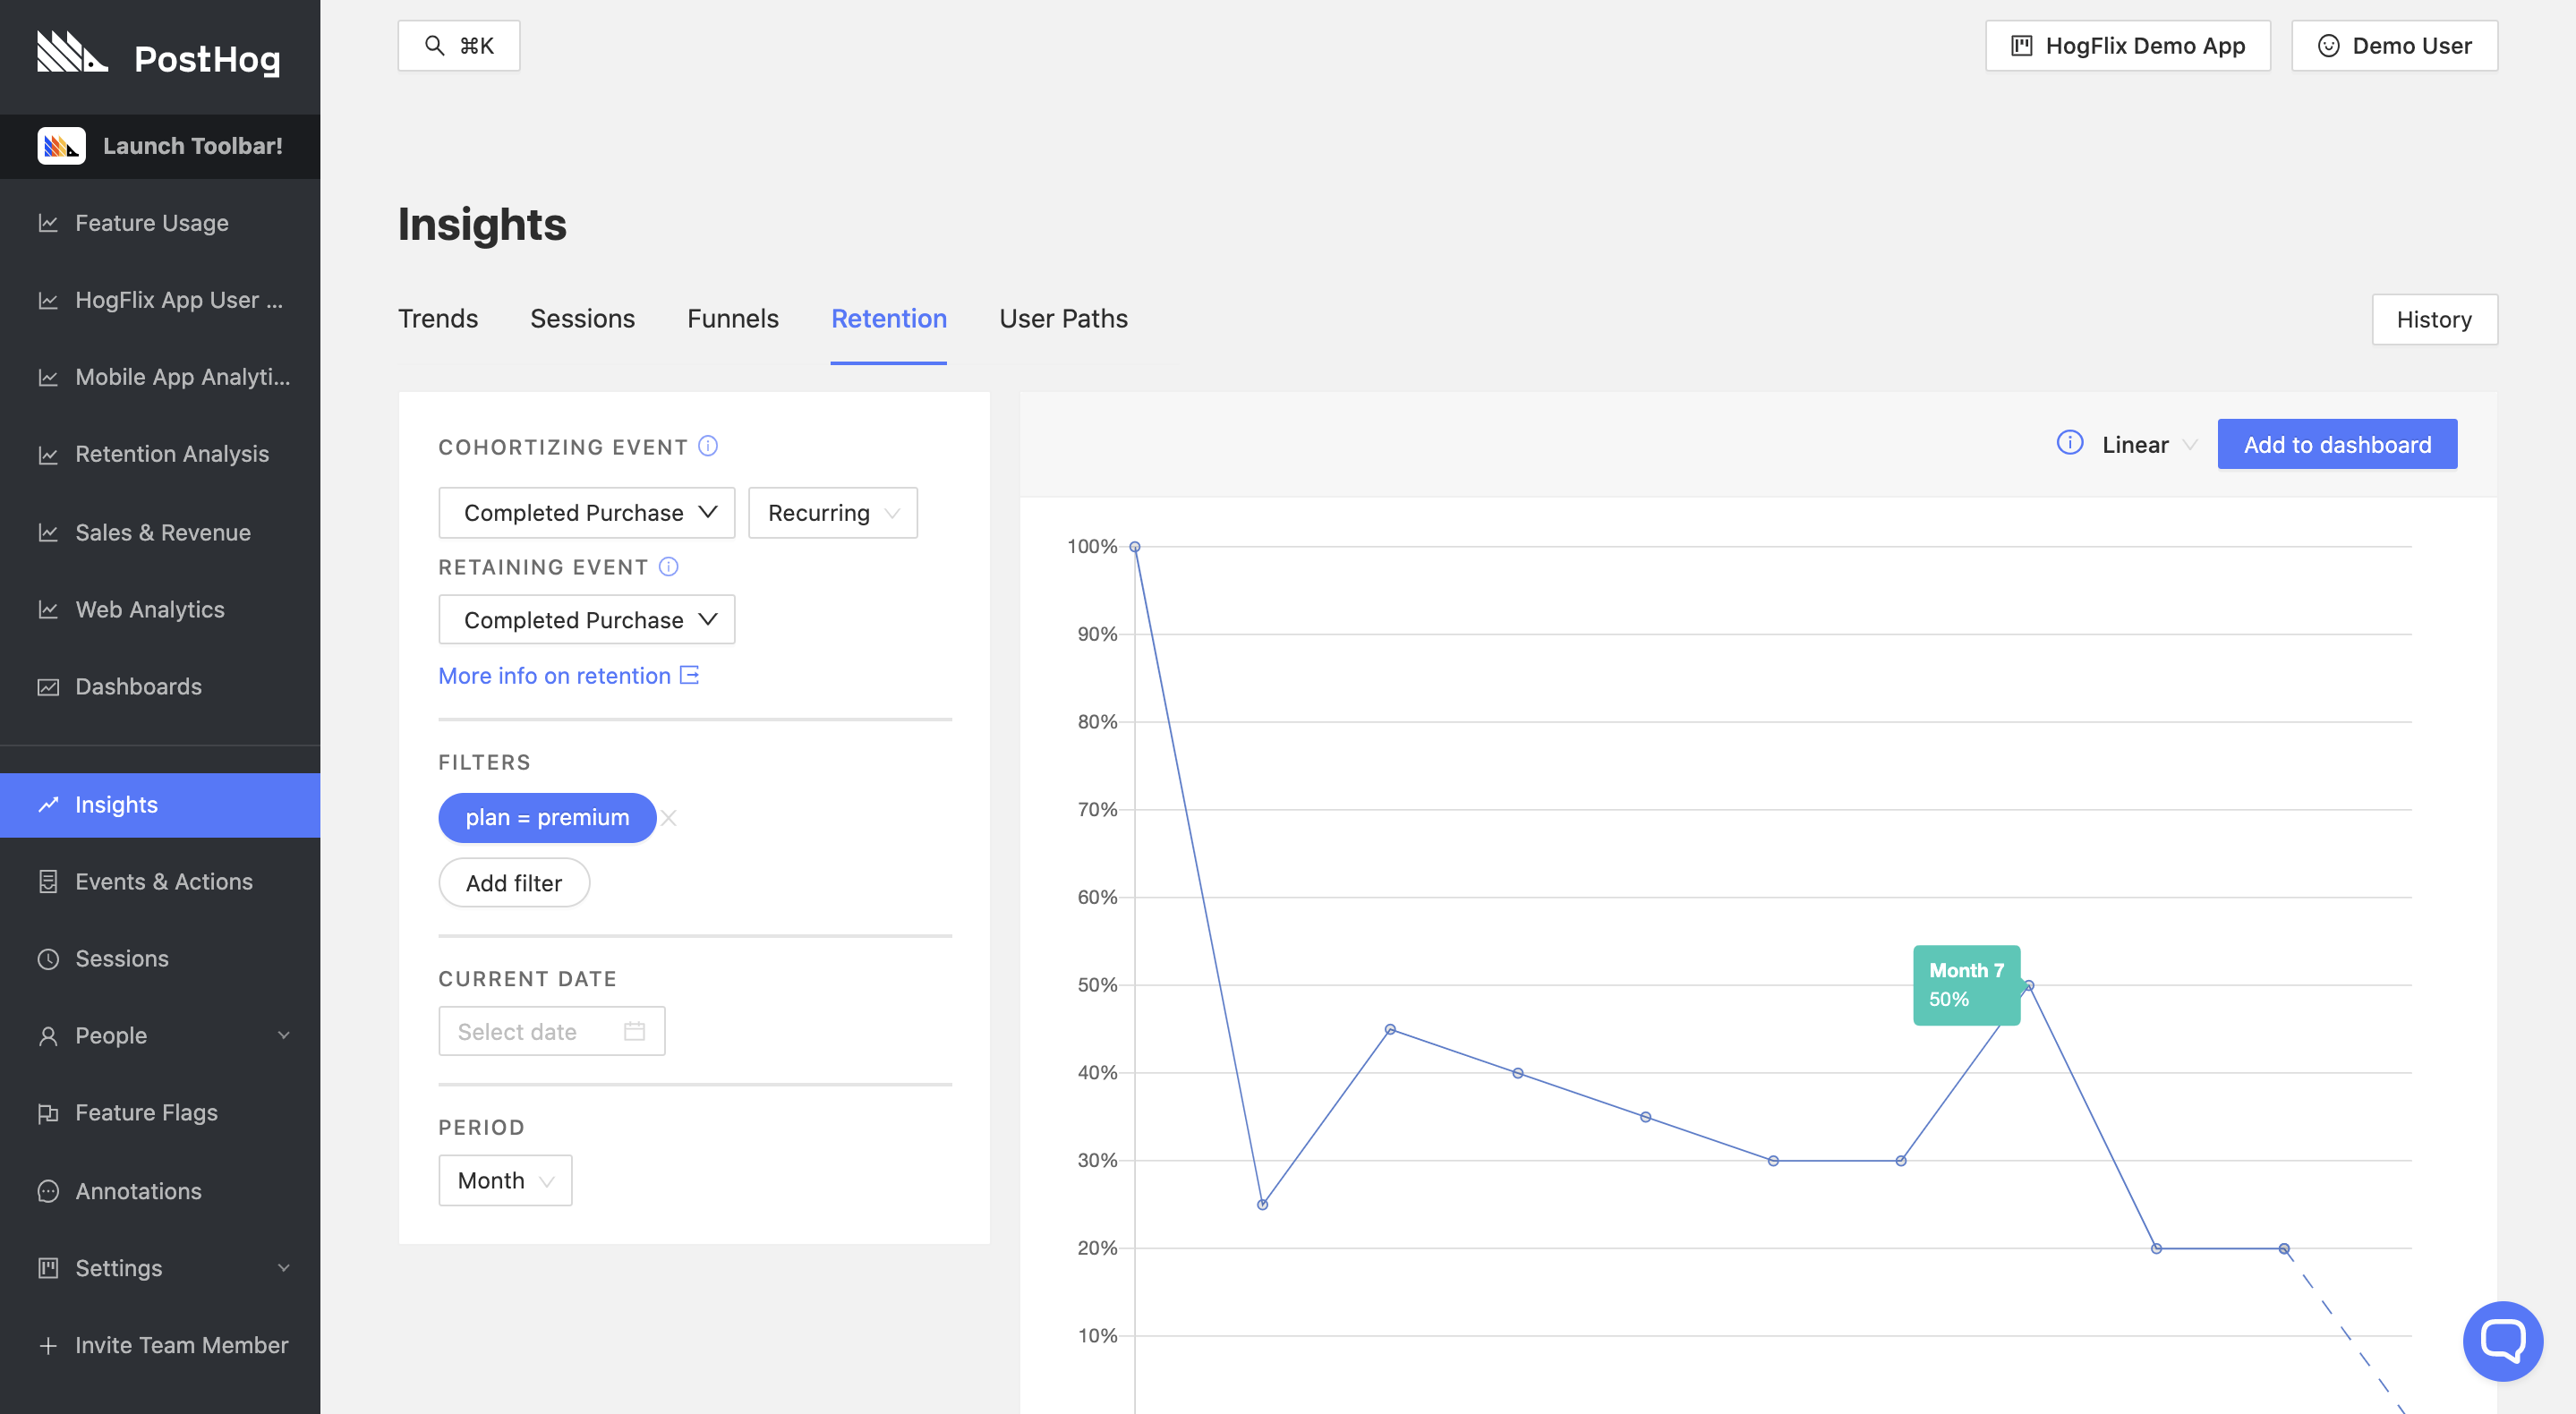 PostHog
Launch Toolbar!
Feature Usage
HogFlix App User ...
Mobile App Analyti...
Retention Analysis
Sales & Revenue
Web Analytics
Dashboards
Insights
Events & Actions
Sessions
People
Feature Flags
Annotations
Settings
Invite Team Member
⌘K
HogFlix Demo App
Demo User
Insights
Trends
Sessions
Funnels
Retention
User Paths
History
COHORTIZING EVENT
Completed Purchase
Recurring
RETAINING EVENT
Completed Purchase
More info on retention
FILTERS
plan = premium
Add filter
CURRENT DATE
Select date
PERIOD
Month
Linear
Add to dashboard
100%
90%
80%
70%
60%
50%
40%
30%
20%
10%
Month 7
50%